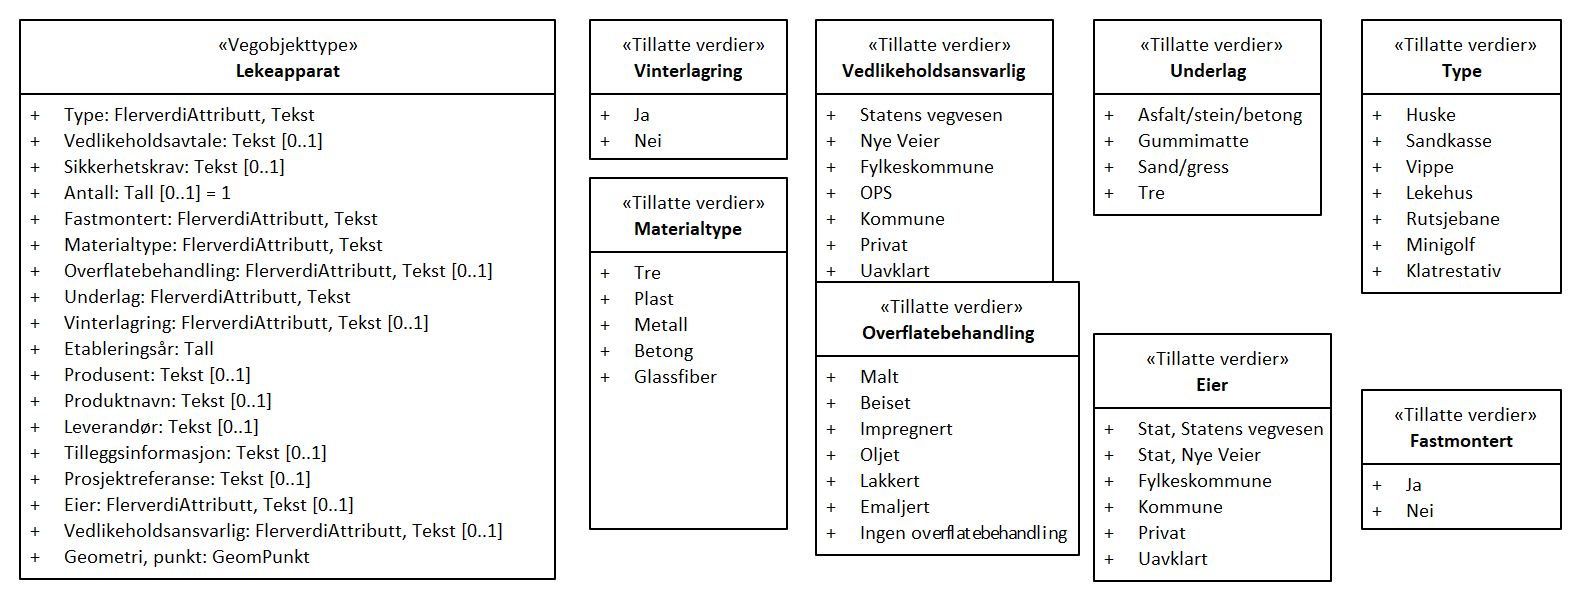 «Vegobjekttype»
Lekeapparat
+ Type: FlerverdiAttributt, Tekst
+ Vedlikeholdsavtale: Tekst [0..1]
+ Sikkerhetskrav: Tekst [0..1]
+ Antall: Tall [0..1] = 1
+ Fastmontert: FlerverdiAttributt, Tekst
+ Materialtype: FlerverdiAttributt, Tekst
+ Overflatebehandling: FlerverdiAttributt, Tekst [0..1]
+ Underlag: FlerverdiAttributt, Tekst
+ Vinterlagring: FlerverdiAttributt, Tekst [0..1]
+ Etableringsår: Tall
+ Produsent: Tekst [0..1]
+ Produktnavn: Tekst [0..1]
+ Leverandør: Tekst [0..1]
+ Tilleggsinformasjon: Tekst [0..1]
+ Prosjektreferanse: Tekst [0..1]
+ Eier: FlerverdiAttributt, Tekst [0..1]
+ Vedlikeholdsansvarlig: FlerverdiAttributt, Tekst [0..1]
+ Geometri, punkt: GeomPunkt
«Tillatte verdier»
Vinterlagring
+ Ja
+ Nei
«Tillatte verdier»
Materialtype
+ Tre
+ Plast
+ Metall
+ Betong
+ Glassfiber
«Tillatte verdier»
Vedlikeholdsansvarlig
+ Statens vegvesen
+ Nye Veier
+ Fylkeskommune
+ OPS
+ Kommune
+ Privat
+ Uavklart
«Tillatte verdier»
Overflatebehandling
+ Malt
+ Beiset
+ Impregnert
+ Oljet
+ Lakkert
+ Emaljert
+ Ingen overflatebehandling
«Tillatte verdier»
Underlag
+ Asfalt/stein/betong
+ Gummimatte
+ Sand/gress
+ Tre
«Tillatte verdier»
Eier
+ Stat, Statens vegvesen
+ Stat, Nye Veier
+ Fylkeskommune
+ Kommune
+ Privat
+ Uavklart
«Tillatte verdier»
Type
+ Huske
+ Sandkasse
+ Vippe
+ Lekehus
+ Rutsjebane
+ Minigolf
+ Klatrestativ
«Tillatte verdier»
Fastmontert
+ Ja
+ Nei